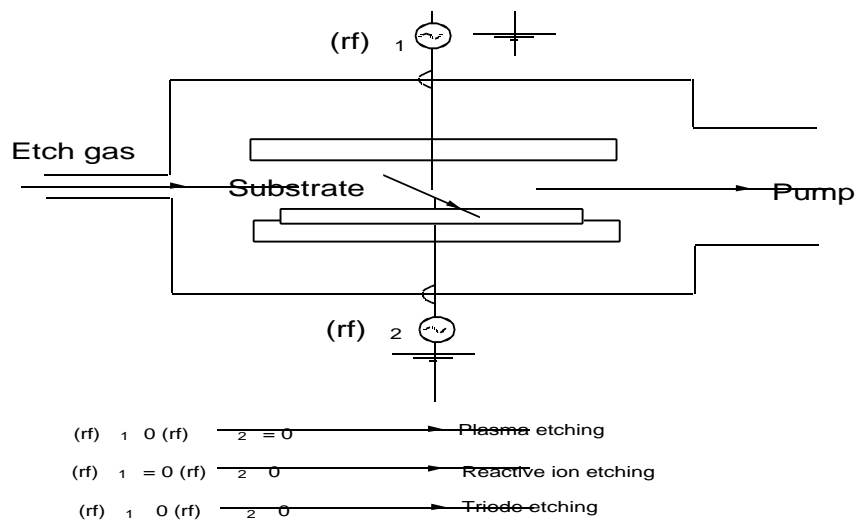 (rf) 1
Etch gas
Substrate
Pump
(rf) 2
(rf) 1 0 (rf) 2 = 0 Plasma etching
(rf) 1 = 0 (rf) 2 0 Reactive ion etching
(rf) 1 0 (rf) 2 0 Triode etching